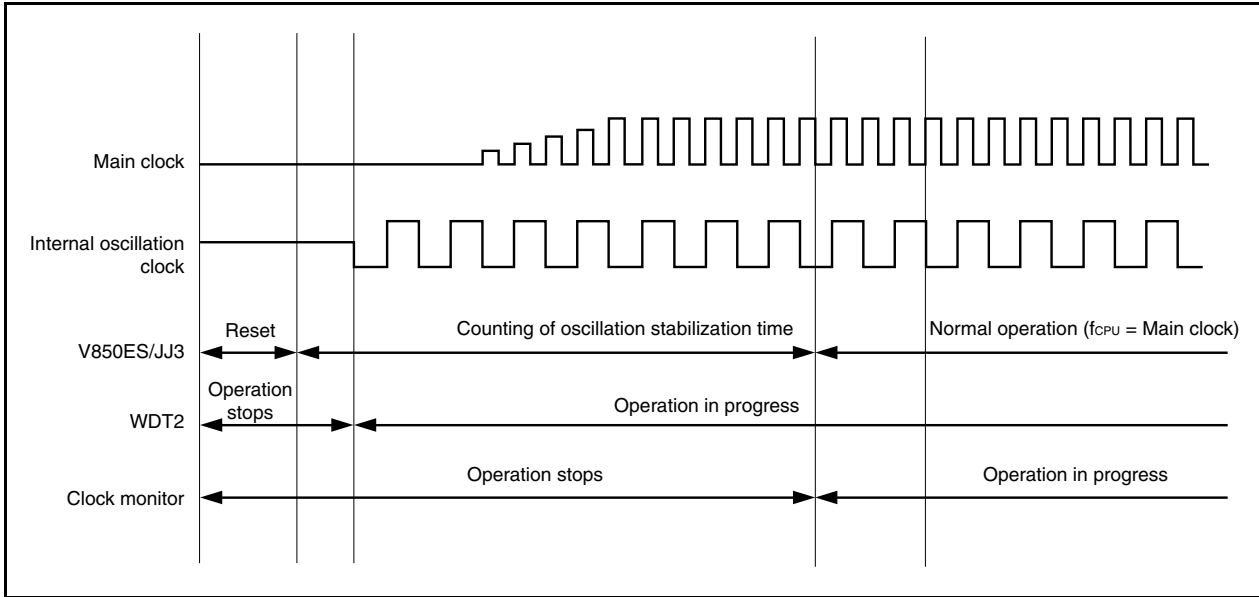 Main clock
Internal oscillation
clock
Reset
Counting of oscillation stabilization time
Normal operation (fCPU = Main clock)
V850ES/JJ3
Operation
stops
Operation in progress
WDT2
Operation stops
Operation in progress
Clock monitor